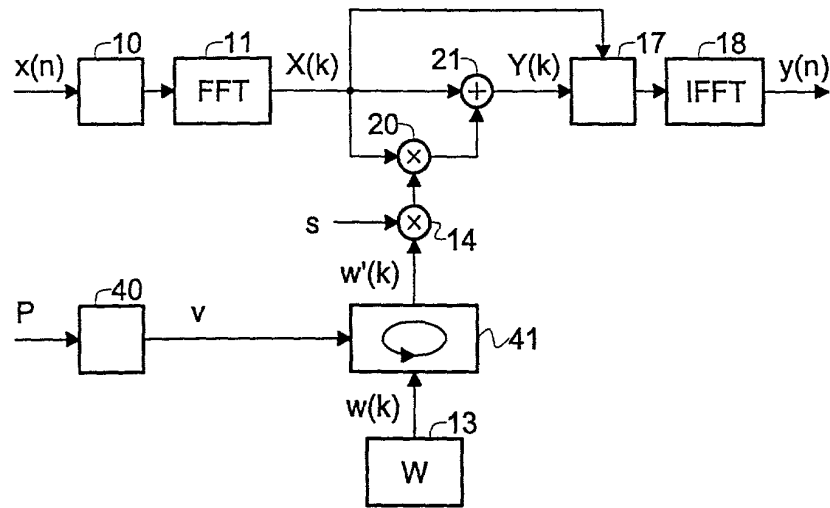 10
11
21
17
18
x(n)
FFT
X(k)
+
Y(k)
IFFT
y(n)
20
×
s
×
14
w'(k)
P
40
v
41
w(k)
13
W